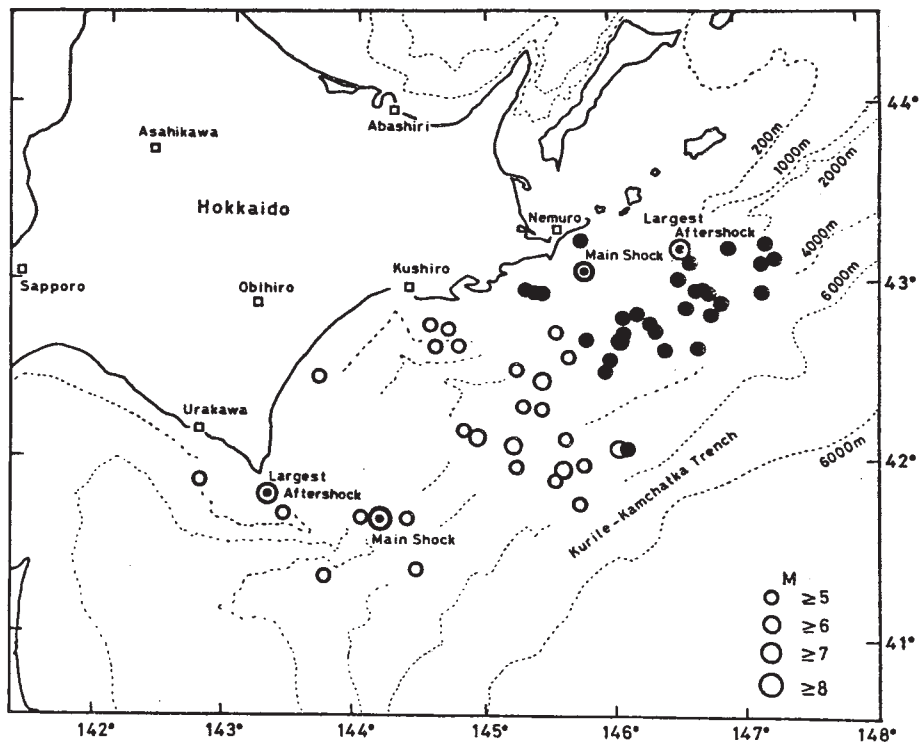 44°
Abashiri
Asahikawa
200m
1000m
2000m
Hokkaido
Nemuro
Largest
Aftershock
4000m
Main Shock
Kushiro
6000m
43°
Sapporo
Obihiro
Urakawa
42°
6000m
Largest
Aftershock
Kurile-Kamchatka Trench
Main Shock
M
≧5
≧6
41°
≧7
≧8
142°
143°
144°
145°
146°
147°
148°